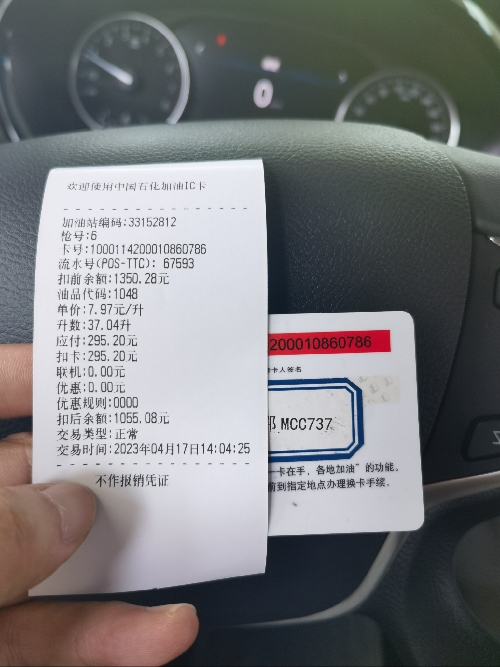 欢迎使用中国石化加油IC卡
加油站编码:33152812
枪号:6
卡号:1000114200010860786
流水号(POS-TTC): 67593
扣前余额:1350.28元
油品代码:1048
单价:7.97元/升
升数:37.04升
应付:295.20元
扣卡:295.20元
联机:0.00元
优惠:0.00元
优惠规则:0000
扣后余额:1055.08元
交易类型:正常
交易时间:2023年04月17日14:04:25
不作报销凭证
0
200010860786
卡人签名
MCC737
一卡在手，各地加油”的功能。
前到指定地点办理换卡手续。